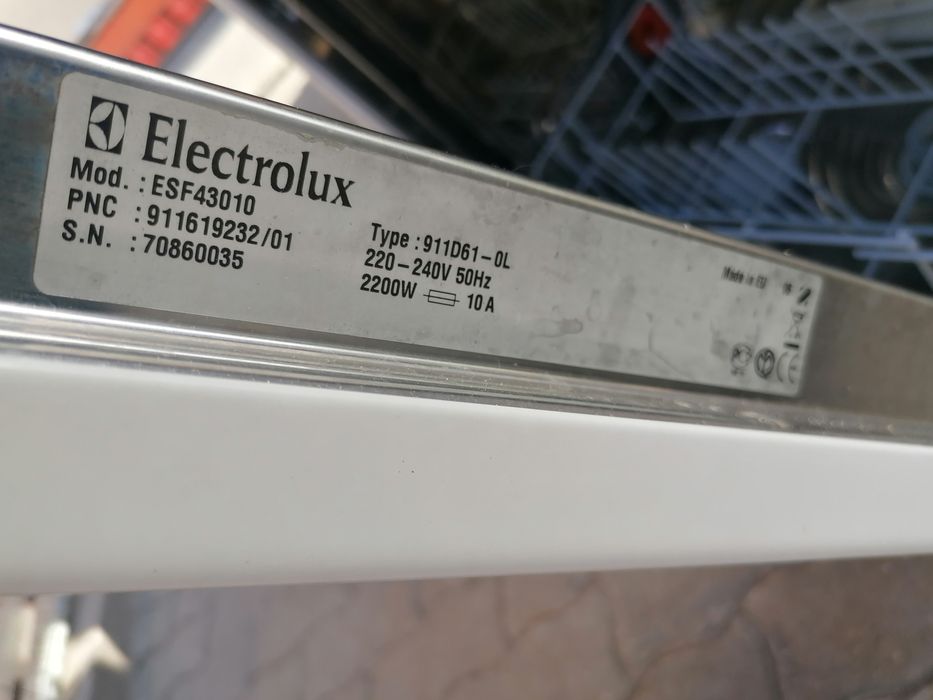 Electrolux
Mod. : ESF43010
PNC : 911619232/01
S.N. : 70860035
Type : 911D61-0L
220-240V 50Hz
2200W 10 A
Made in EU